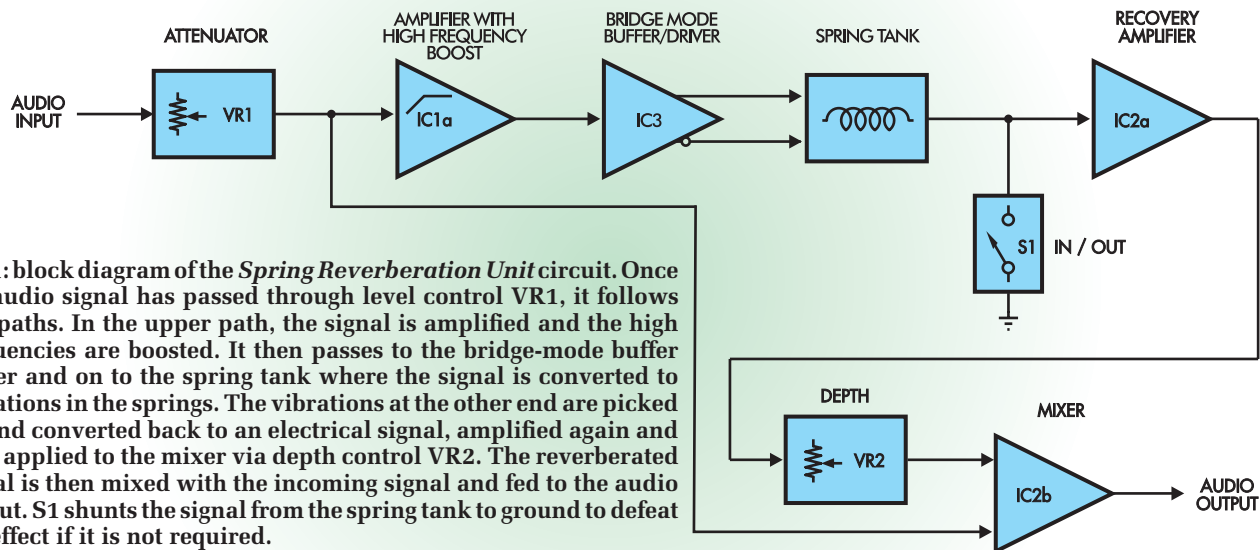 ATTENUATOR
AMPLIFIER WITH
HIGH FREQUENCY
BOOST
BRIDGE MODE
BUFFER/DRIVER
SPRING TANK
RECOVERY
AMPLIFIER
AUDIO
INPUT
VR1
IC1a
IC3
IC2a
S1
IN / OUT
: block diagram of the Spring Reverberation Unit circuit. Once
audio signal has passed through level control VR1, it follows
paths. In the upper path, the signal is amplified and the high
uencies are boosted. It then passes to the bridge-mode buffer
er and on to the spring tank where the signal is converted to
ations in the springs. The vibrations at the other end are picked
nd converted back to an electrical signal, amplified again and
applied to the mixer via depth control VR2. The reverberated
al is then mixed with the incoming signal and fed to the audio
ut. S1 shunts the signal from the spring tank to ground to defeat
effect if it is not required.
DEPTH
VR2
MIXER
IC2b
AUDIO
OUTPUT